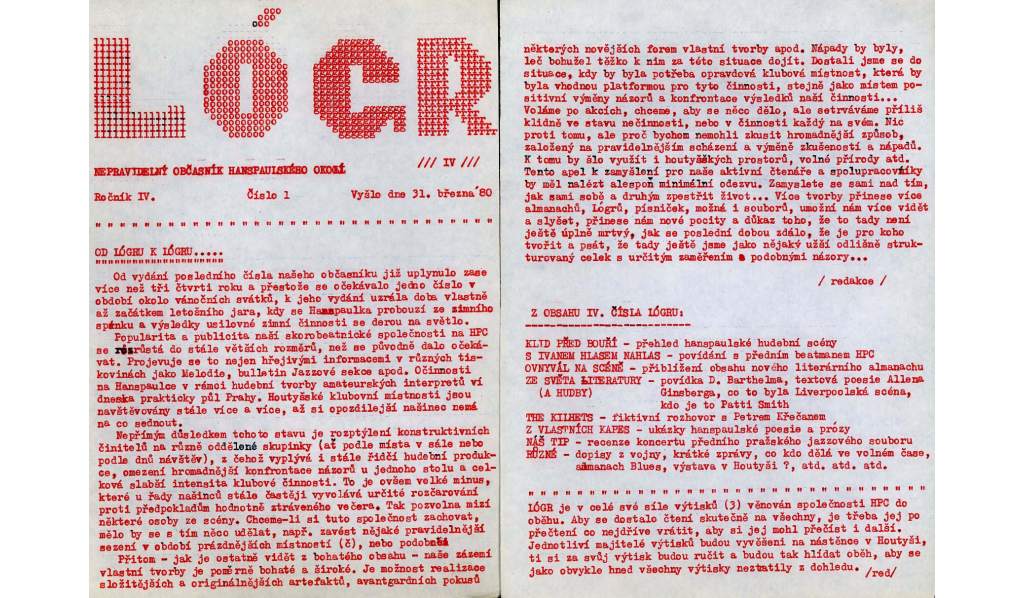 LÓGR
NEPRAVIDELNÝ OBČASNÍK HANSPAULSKÉHO OKOLÍ /// IV ///
Ročník IV. Číslo 1 Vyšlo dne 31. března 80
OD LÓGRU K LÓGRU.....
Od vydání posledního čísla našeho občasníku již uplynulo zase
více než tři čtvrti roku a přestože se očekávalo jedno číslo v
období okolo vánočních svátků, k jeho vydání uzrála doba vlastně
až začátkem letošního jara, kdy se Hanspaulka probouzí ze zimního
spánku a výsledky usilovné zimní činnosti se derou na světlo.
Popularita a publicita naší skorobeatnické společnosti na HPC
se rozrůstá do stále větších rozměrů, než se původně dalo očeká-
vat. Projevuje se to nejen hřejivými informacemi v různých tis-
kovinách jako Melodie, bulletin Jazzové sekce apod. Očinnosti
na Hanspaulce v rámci hudební tvorby amatérských interpretů ví
dneska prakticky půl Prahy. Houtyšské klubovní místnosti jsou
navštěvovány stále více a více, až si opozdilejší našinec nemá
na co sednout.
Nepřímým důsledkem tohoto stavu je rozptýlení konstruktivních
činitelů na různě oddělené skupinky (ať podle místa v sále nebo
podle dnů návštěv), z čehož vyplývá i stále řidčí hudební produk-
ce, omezení hromadnější konfrontace názorů u jednoho stolu a cel-
ková slabší intensita klubové činnosti. To je ovšem velké minus,
které u řady našinců stále častěji vyvolává určité rozčarování
proti předpokladům hodnotně ztráveného večera. Tak pozvolna mizí
některé osoby ze scény. Chceme-li si tuto společnost zachovat,
mělo by se s tím něco udělat, např. zavést nějaké pravidelnější
sezení v období prázdnějších místností (č), nebo podobně
Přitom - jak je ostatně vidět z bohatého obsahu - naše zázemí
vlastní tvorby je poměrně bohaté a široké. Je možnost realizace
složitějších a originálnějších artefaktů, avantgardních pokusů
některých novějších forem vlastní tvorby apod. Nápady by byly,
leč bohužel těžko k nim za této situace dojít. Dostali jsme se do
situace, kdy by byla potřeba opravdová klubová místnost, která by
byla vhodnou platformou pro tyto činnosti, stejně jako místem po-
sitivní výměny názorů a konfrontace výsledků naší činnosti...
Voláme po akcích, chceme, aby se něco dělo, ale setrváváme příliš
klidně ve stavu nečinnosti, nebo v činnosti každý na svém. Nic
proti tomu, ale proč bychom nemohli zkusit hromadnější způsob,
založený na pravidelnějším scházení a výměně zkušeností a nápadů.
K tomu by šlo využít i houtyšských prostorů, volné přírody atd.
Tento apel k zamyšlení pro naše aktivní čtenáře a spolupracovníky
by měl nalézt alespoň minimální odezvu. Zamyslete se sami nad tím,
jak sami sobě a druhým zpestřit život... Více tvorby přinese více
almanachů, Lógrů, písniček, možná i souborů, umožní nám více vidět
a slyšet, přinese nám nové pocity a důkaz toho, že to tady není
ještě úplně mrtvý, jak se poslední dobou zdálo, že je pro koho
tvořit a psát, že tady ještě jsme jako nějaký užší odlišně struk-
turovaný celek s určitým zaměřením a podobnými názory...
/ redakce /
Z OBSAHU IV. ČÍSLA LÓGRU:
KLID PŘED BOUŘÍ - přehled hanspaulské hudební scény
S IVANEM HLASEM NAHLAS - povídání s předním beatmanem HPC
OVNYVÁL NA SCÉNĚ - přiblížení obsahu nového literárního almanachu
ZE SVĚTA LITERATURY - povídka D. Barthelma, textová poesie Allena
(A HUDBY) Ginsberga, co to byla Liverpoolská scéna,
kdo je to Patti Smith
THE KILHETS - fiktivní rozhovor s Petrem Křečanem
Z VLASTNÍCH KAPES - ukázky hanspaulské poesie a prózy
NÁŠ TIP - recenze koncertu předního pražského jazzového souboru
RŮZNÉ - dopisy z vojny, krátké zprávy, co kdo dělá ve volném čase,
almanach Blues, výstava v Houtyši ?, atd. atd. atd.
LÓGR je v celé své síle výtisků (3) věnován společnosti HPC do
oběhu. Aby se dostalo čtení skutečně na všechny, je třeba jej po
přečtení co nejdříve vrátit, aby si jej mohl přečíst i další.
Jednotliví majitelé výtisků budou vyvěšeni na nástěnce v Houtyši,
ti si za svůj výtisk budou ručit a budou tak hlídat oběh, aby se
jako obvykle hned všechny výtisky neztratily z dohledu. /red/